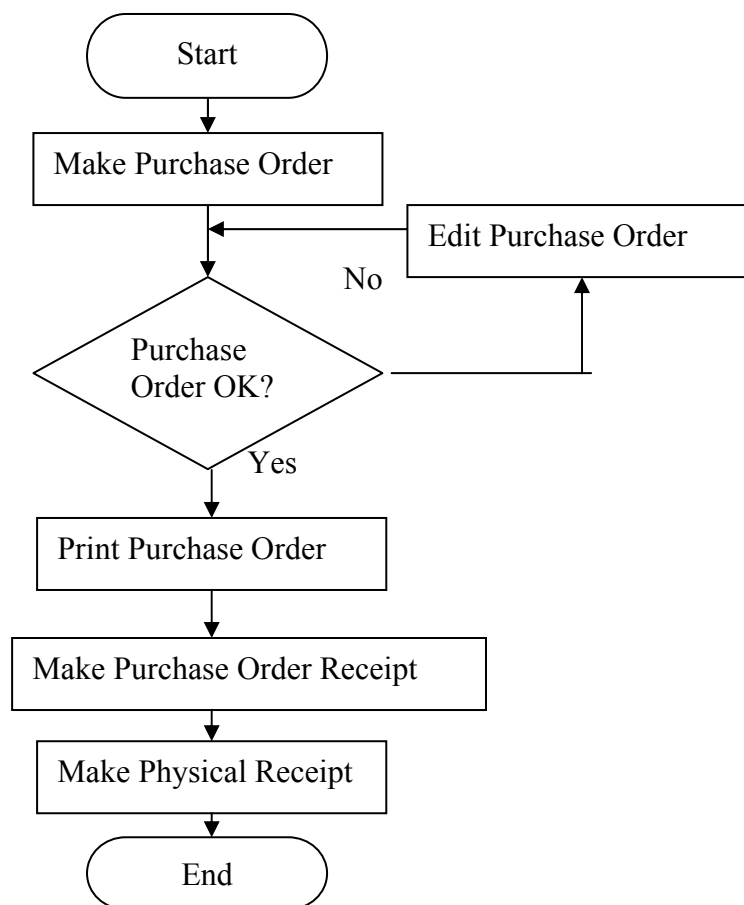 Start
Make Purchase Order
Edit Purchase Order
No
Purchase
Order OK?
Yes
Print Purchase Order
Make Purchase Order Receipt
Make Physical Receipt
End